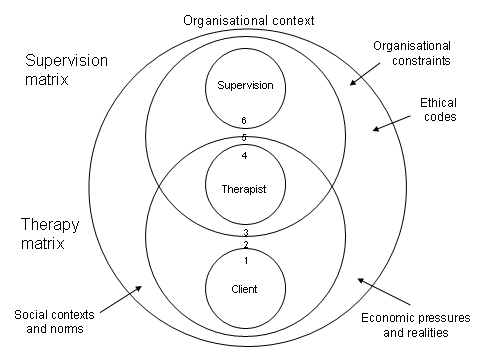 Organisational context
Supervision
matrix
Organisational
constraints
Supervision
Ethical
codes
6
5
4
Therapist
Therapy
matrix
3
2
1
Client
Social contexts
and norms
Economic pressures
and realities